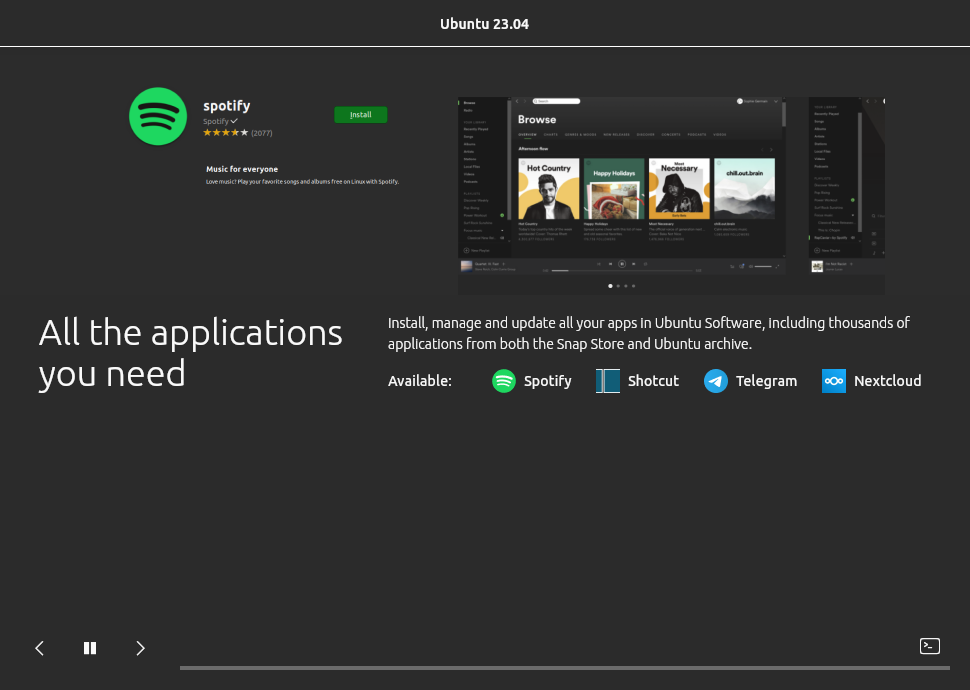 Ubuntu 23.04
spotify
Spotify
(2077)
Install
Music for everyone
Love music? Play your favorite songs and albums free on Linux with Spotify.
Browse
Search
Browse
OVERVIEW CHARTS GENRES & MOODS NEW RELEASES DISCOVER CONCERTS PODCASTS VIDEOS
Afternoon flow
Hot Country
Happy Holidays
Most Necessary
chill.out.brain
All the applications
you need
Install, manage and update all your apps in Ubuntu Software, including thousands of
applications from both the Snap Store and Ubuntu archive.
Available: Spotify Shotcut Telegram Nextcloud